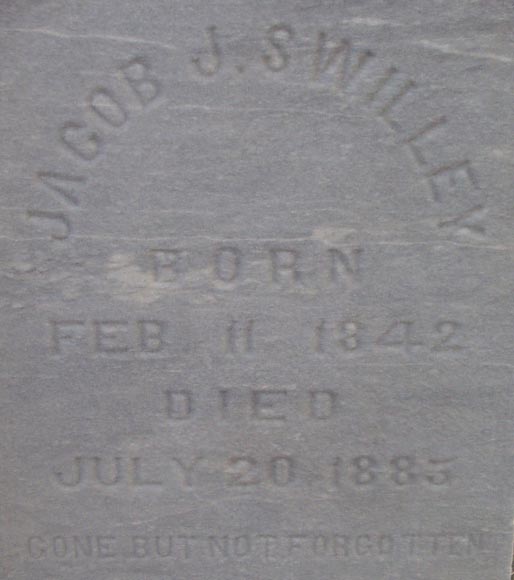 JACOB J. SWILLEY
BORN
FEB. 11 1842
DIED
JULY 20 1885
GONE BUT NOT FORGOTTEN